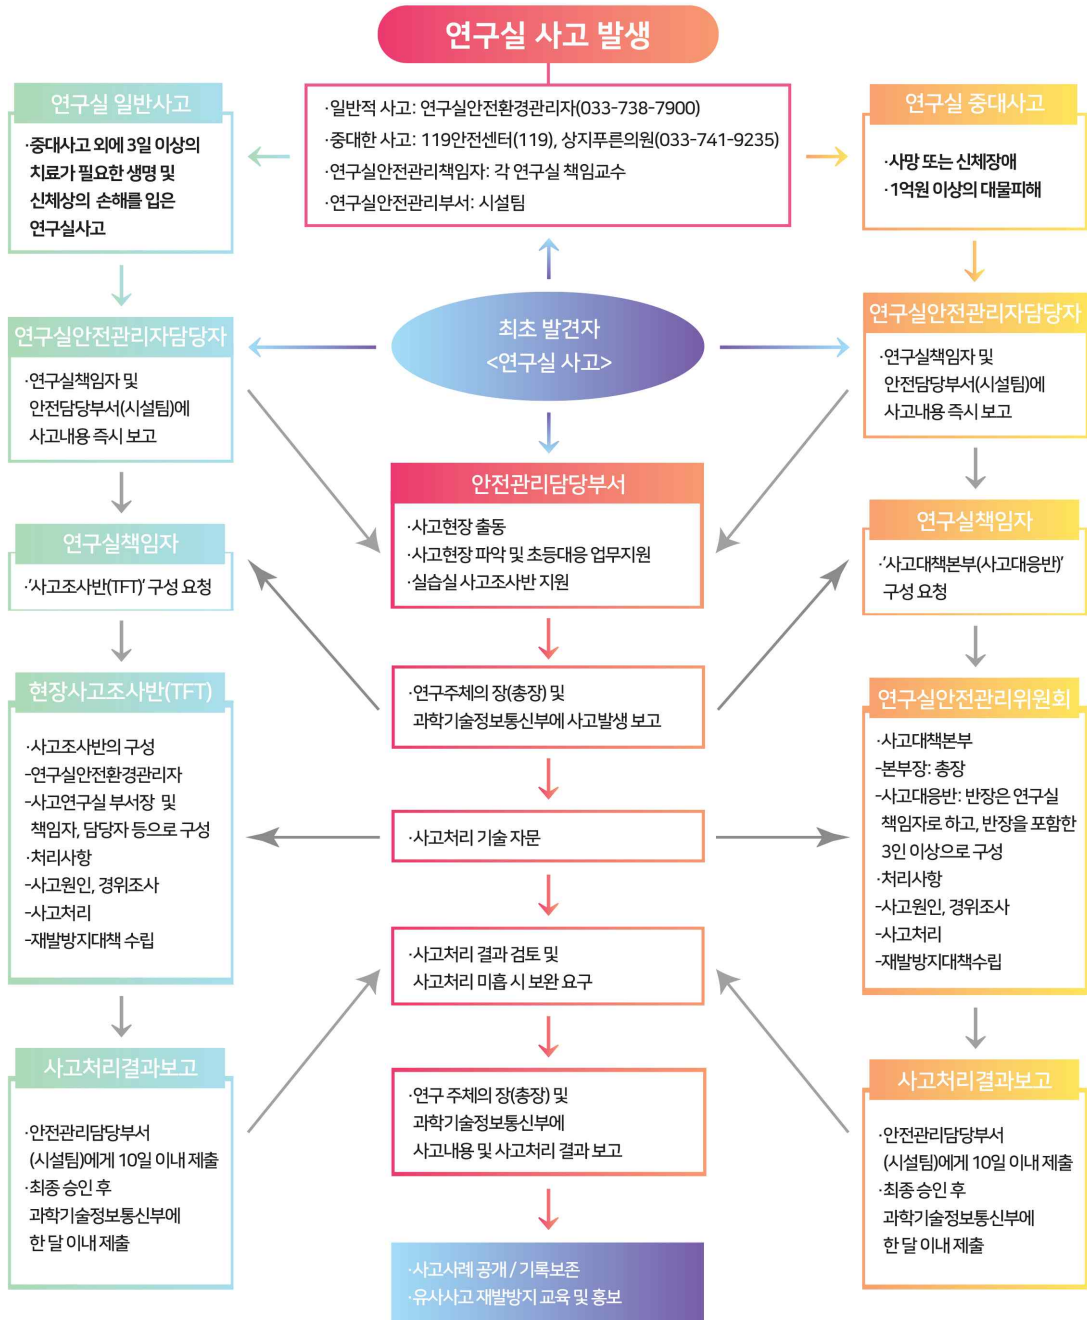 연구실 사고 발생
·일반적 사고: 연구실안전환경관리자(033-738-7900)
·중대한 사고: 119안전센터(119), 상지푸른의원(033-741-9235)
·연구실안전관리책임자: 각 연구실 책임교수
·연구실안전관리부서: 시설팀
연구실 일반사고
·중대사고 외에 3일 이상의
치료가 필요한 생명 및
신체상의 손해를 입은
연구실사고
연구실 중대사고
·사망 또는 신체장애
·1억원 이상의 대물피해
최초 발견자
<연구실 사고>
연구실안전관리자담당자
·연구실책임자 및
안전담당부서(시설팀)에
사고내용 즉시 보고
연구실안전관리자담당자
·연구실책임자 및
안전담당부서(시설팀)에
사고내용 즉시 보고
안전관리담당부서
·사고현장 출동
·사고현장 파악 및 초등대응 업무지원
·실습실 사고조사반 지원
연구실책임자
·'사고조사반(TFT)' 구성 요청
연구실책임자
·'사고대책본부(사고대응반)'
구성 요청
·연구주체의 장(총장) 및
과학기술정보통신부에 사고발생 보고
현장사고조사반(TFT)
·사고조사반의 구성
-연구실안전환경관리자
-사고연구실 부서장 및
책임자, 담당자 등으로 구성
·처리사항
-사고원인, 경위조사
-사고처리
-재발방지대책 수립
연구실안전관리위원회
·사고대책본부
-본부장: 총장
-사고대응반: 반장은 연구실
책임자로 하고, 반장을 포함한
3인 이상으로 구성
·처리사항
-사고원인, 경위조사
-사고처리
-재발방지대책수립
·사고처리 기술 자문
·사고처리 결과 검토 및
사고처리 미흡 시 보완 요구
사고처리결과보고
·안전관리담당부서
(시설팀)에게 10일 이내 제출
·최종 승인 후
과학기술정보통신부에
한 달 이내 제출
사고처리결과보고
·안전관리담당부서
(시설팀)에게 10일 이내 제출
·최종 승인 후
과학기술정보통신부에
한 달 이내 제출
·연구 주체의 장(총장) 및
과학기술정보통신부에
사고내용 및 사고처리 결과 보고
·사고사례 공개 / 기록보존
·유사사고 재발방지 교육 및 홍보